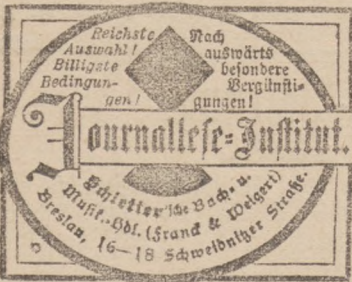 Reichste
Auswahl!
Billigste
Bedingun-
gen!
Nach
auswärts
besondere
Vergünsti-
gungen!
Journallese-Institut.
Schletter'sche Buch- u.
Musik.-Hdl. (Franck & Weigert)
Breslau, 16-18 Schweidnitzer Straße.